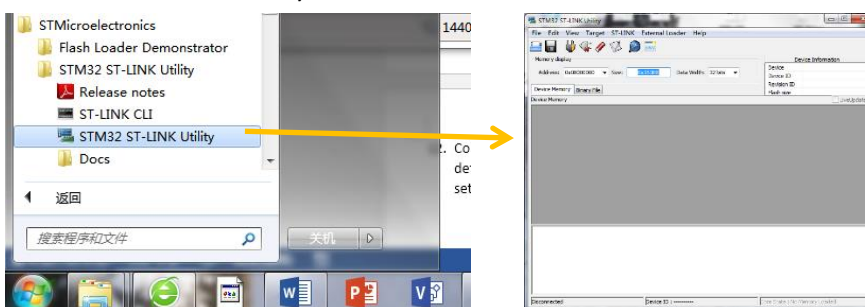 STMicroelectronics
Flash Loader Demonstrator
STM32 ST-LINK Utility
Release notes
ST-LINK CLI
STM32 ST-LINK Utility
Docs
返回
搜索程序和文件
关机
1440
2. Co
de
set
STM32 ST-LINK Utility
File Edit View Target ST-LINK External Loader Help
Memory display
Device Information
Address: Size: Data Width: 32 bits
Device
Device ID
Revision ID
Flash size
Device Memory Binary File
Device Memory
LiveUpdate
Disconnected
Device ID : ----------